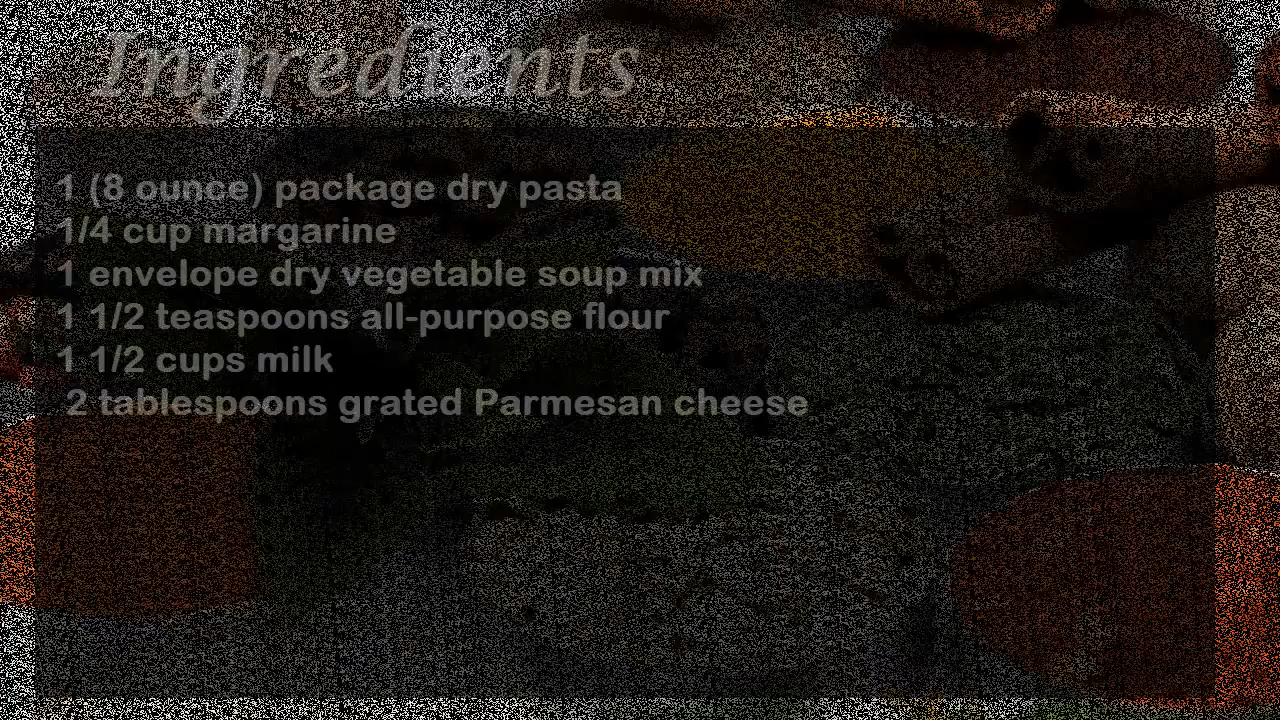 Ingredients
1 (8 ounce) package dry pasta
1/4 cup margarine
1 envelope dry vegetable soup mix
1 1/2 teaspoons all-purpose flour
1 1/2 cups milk
2 tablespoons grated Parmesan cheese